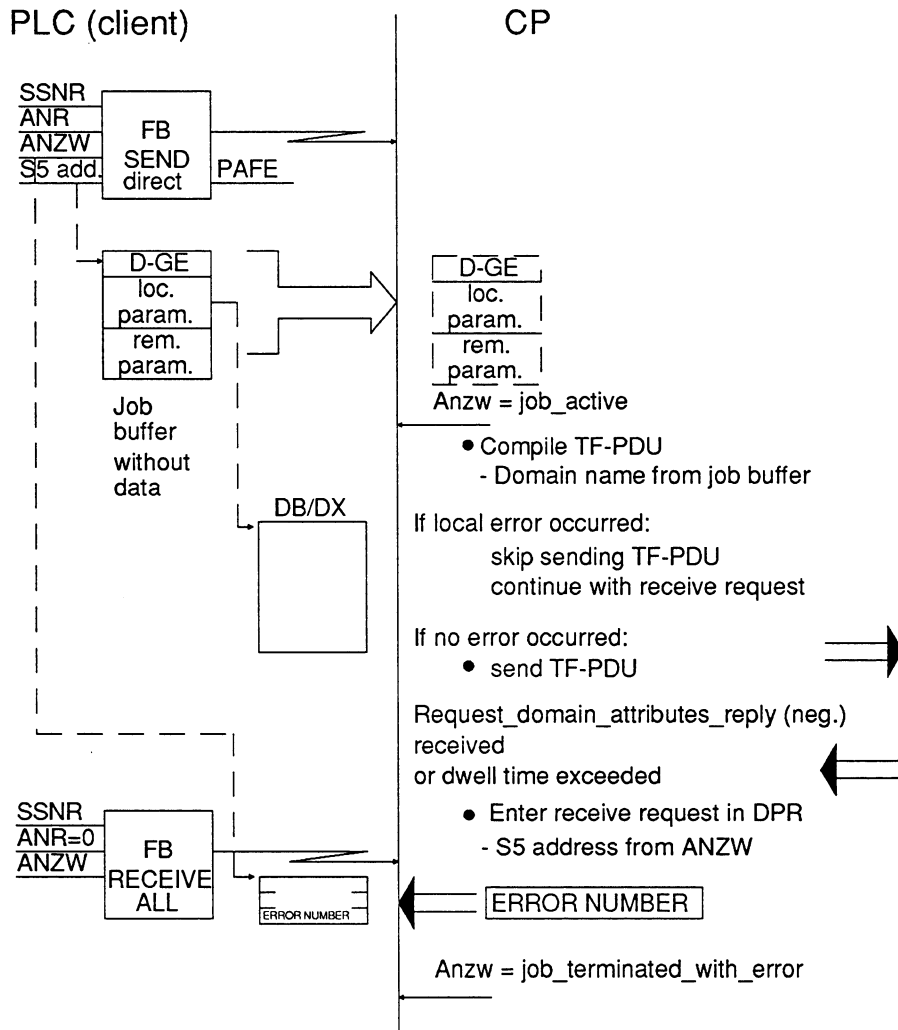 PLC (client)
CP
SSNR
ANR
ANZW
S5 add.
FB
SEND
direct
PAFE
D-GE
loc.
param.
rem.
param.
Job
buffer
without
data
DB/DX
D-GE
loc.
param.
rem.
param.
Anzw = job_active
• Compile TF-PDU
- Domain name from job buffer
If local error occurred:
skip sending TF-PDU
continue with receive request
If no error occurred:
• send TF-PDU
Request_domain_attributes_reply (neg.)
received
or dwell time exceeded
• Enter receive request in DPR
- S5 address from ANZW
SSNR
ANR=0
ANZW
FB
RECEIVE
ALL
ERROR NUMBER
ERROR NUMBER
Anzw = job_terminated_with_error